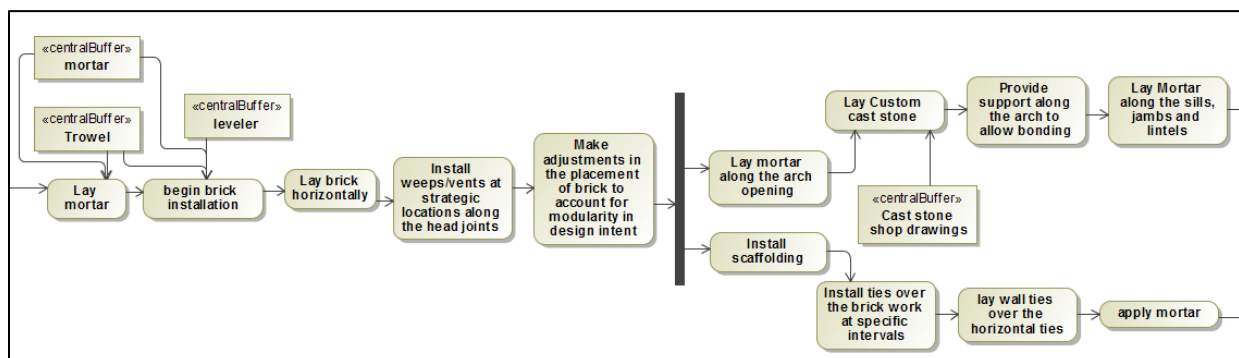 «centralBuffer»
mortar
«centralBuffer»
Trowel
«centralBuffer»
leveler
Lay
mortar
begin brick
installation
Lay brick
horizontally
Install
weeps/vents at
strategic
locations along
the head joints
Make
adjustments in
the placement
of brick to
account for
modularity in
design intent
Lay mortar
along the arch
opening
Lay Custom
cast stone
«centralBuffer»
Cast stone
shop drawings
Provide
support along
the arch to
allow bonding
Lay Mortar
along the sills,
jambs and
lintels
Install
scaffolding
Install ties over
the brick work
at specific
intervals
lay wall ties
over the
horizontal ties
apply mortar